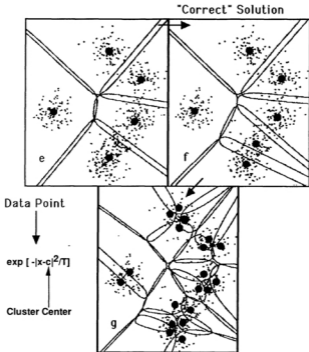 "Correct" Solution
e
f
Data Point
exp [ -|x-c|2/T]
Cluster Center
g